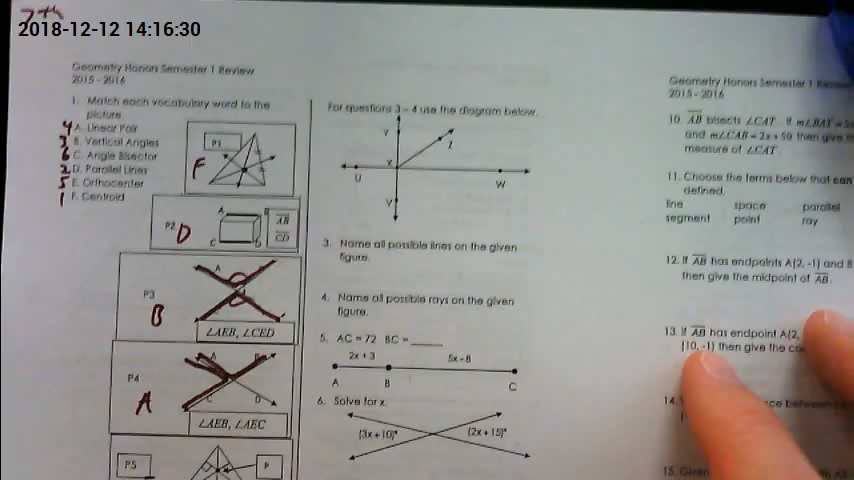 7th
2018-12-12 14:16:30
Geometry Honors Semester 1 Review
2015 - 2016
1. Match each vocabulary word to the
picture.
4 A. Linear Pair
3 B. Vertical Angles
6 C. Angle Bisector
2 D. Parallel Lines
5 E. Orthocenter
1 F. Centroid
P1
F
P2
D
A
B
C
D
AB
CD
P3
B
A
∠AEB, ∠CED
P4
A
A
B
C
D
∠AEB, ∠AEC
P5
P
For questions 3 - 4 use the diagram below.
Y
Z
X
U
W
V
3. Name all possible lines on the given
figure.
4. Name all possible rays on the given
figure.
5. AC = 72 BC = _____
2x + 3
5x - 8
A
B
C
6. Solve for x.
(3x + 10)°
(2x + 15)°
Geometry Honors Semester 1 Review
2015 - 2016
10. AB bisects ∠CAT. If m∠BAT = 5x
and m∠CAB = 2x + 50 then give
measure of ∠CAT
11. Choose the terms below that can
defined.
line space parallel
segment point ray
12. If AB has endpoints A(2, -1) and B
then give the midpoint of AB.
13. If AB has endpoint A(2,
(10, -1) then give the
14.
between
15. Given